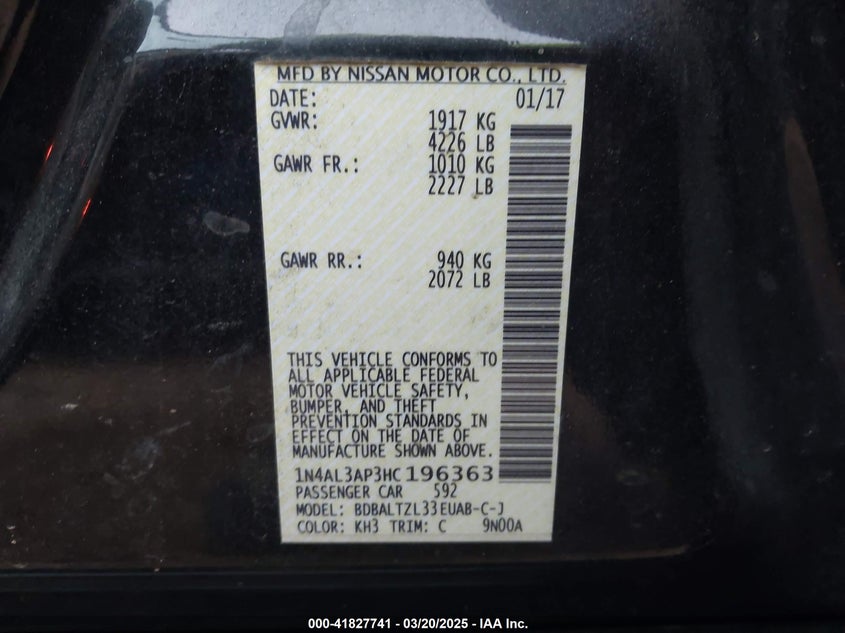 MFD BY NISSAN MOTOR CO., LTD.
DATE: 01/17
GVWR: 1917 KG
4226 LB
GAWR FR.: 1010 KG
2227 LB
GAWR RR.: 940 KG
2072 LB
THIS VEHICLE CONFORMS TO
ALL APPLICABLE FEDERAL
MOTOR VEHICLE SAFETY,
BUMPER, AND THEFT
PREVENTION STANDARDS IN
EFFECT ON THE DATE OF
MANUFACTURE SHOWN ABOVE.
1N4AL3AP3HC196363
PASSENGER CAR 592
MODEL: BDBALTZL33EUAB-C-J
COLOR: KH3 TRIM: C 9N00A
000-41827741 - 03/20/2025 - IAA Inc.